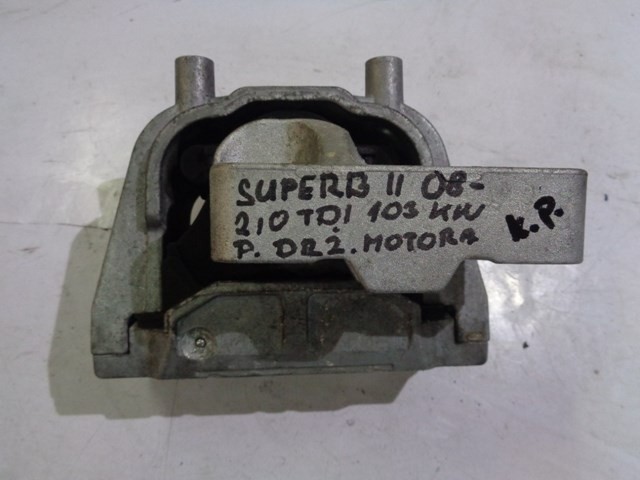 SUPERB II 08-
2,0 TDI 103 KW
P. DRŽ. MOTORA
K.P.